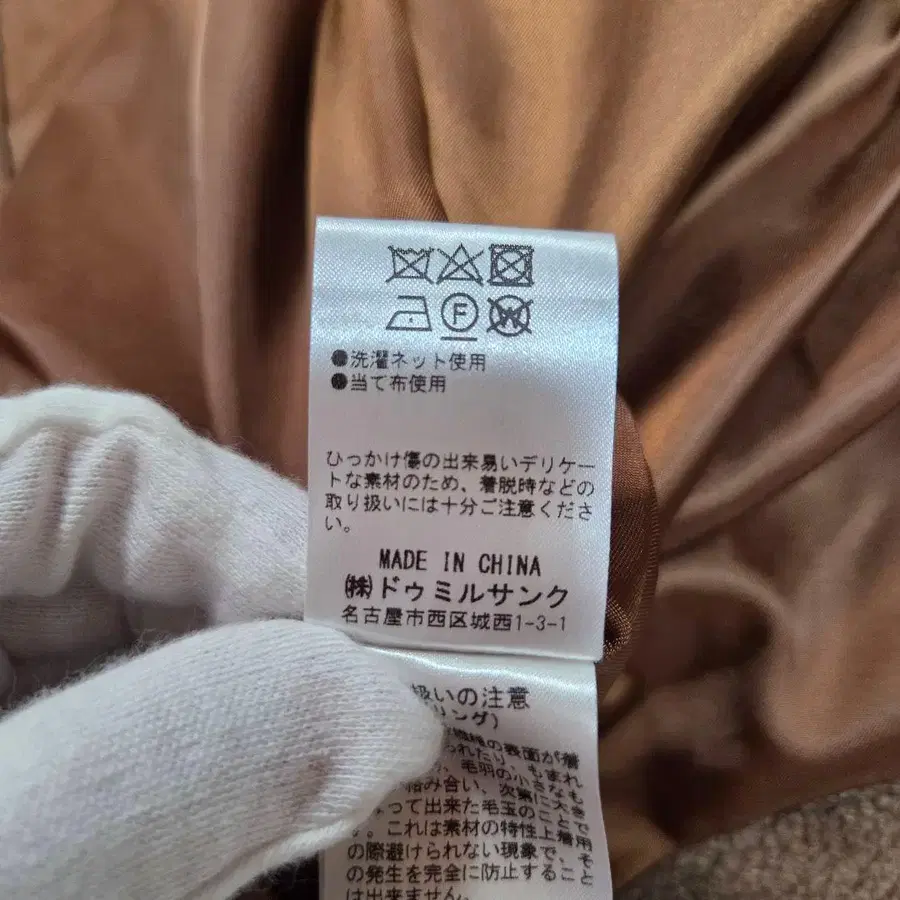 F
W
●洗濯ネット使用
●当て布使用
ひっかけ傷の出来易いデリケー
トな素材のため、着脱時などの
取り扱いには十分ご注意くださ
い。
MADE IN CHINA
㈱ドゥミルサンク
名古屋市西区城西1-3-1
扱いの注意
リング)
の表面が着
られたり、もまれ
、毛羽の小さなも
絡み合い、次第に大き
って出来た毛玉のことで
。これは素材の特性上着用
の際避けられない現象で、そ
の発生を完全に防止すること
は出来ません。